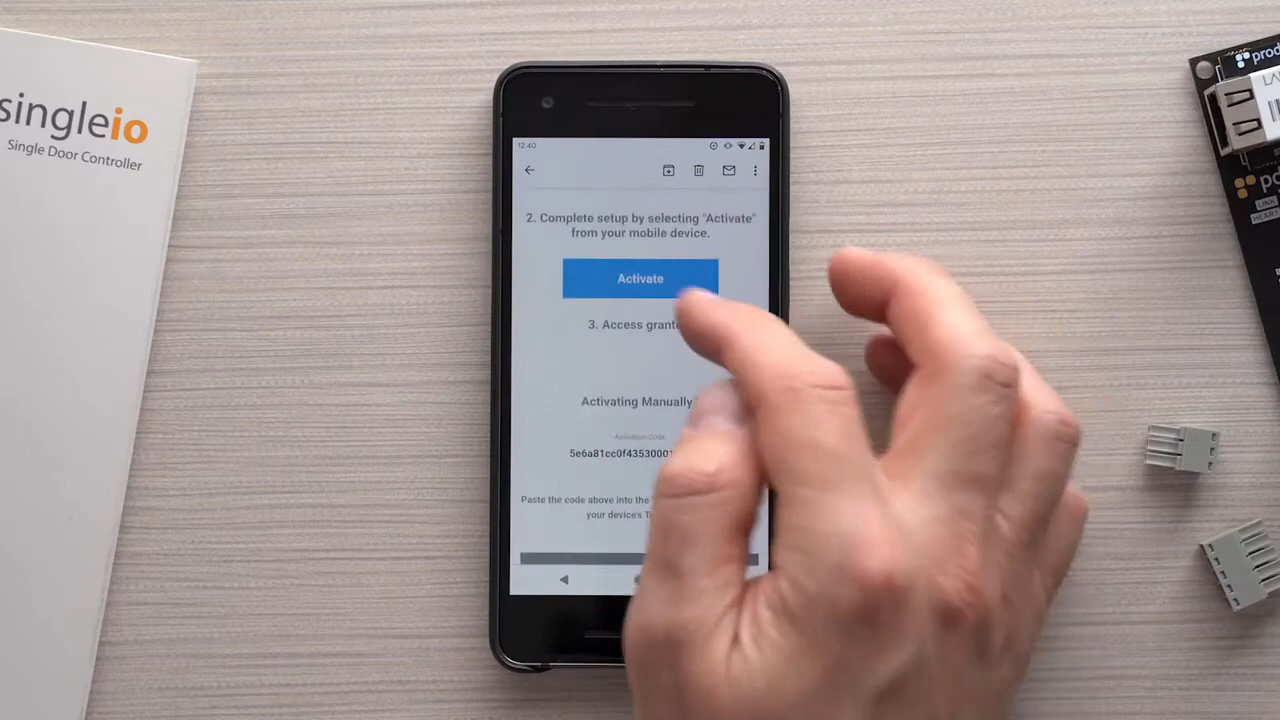 singleio
Single Door Controller
12:40
2. Complete setup by selecting "Activate"
from your mobile device.
Activate
3. Access
Activating Manually
Activation Code
5e6a81cc0f43530001
Paste the code above into the
your device's
LINK